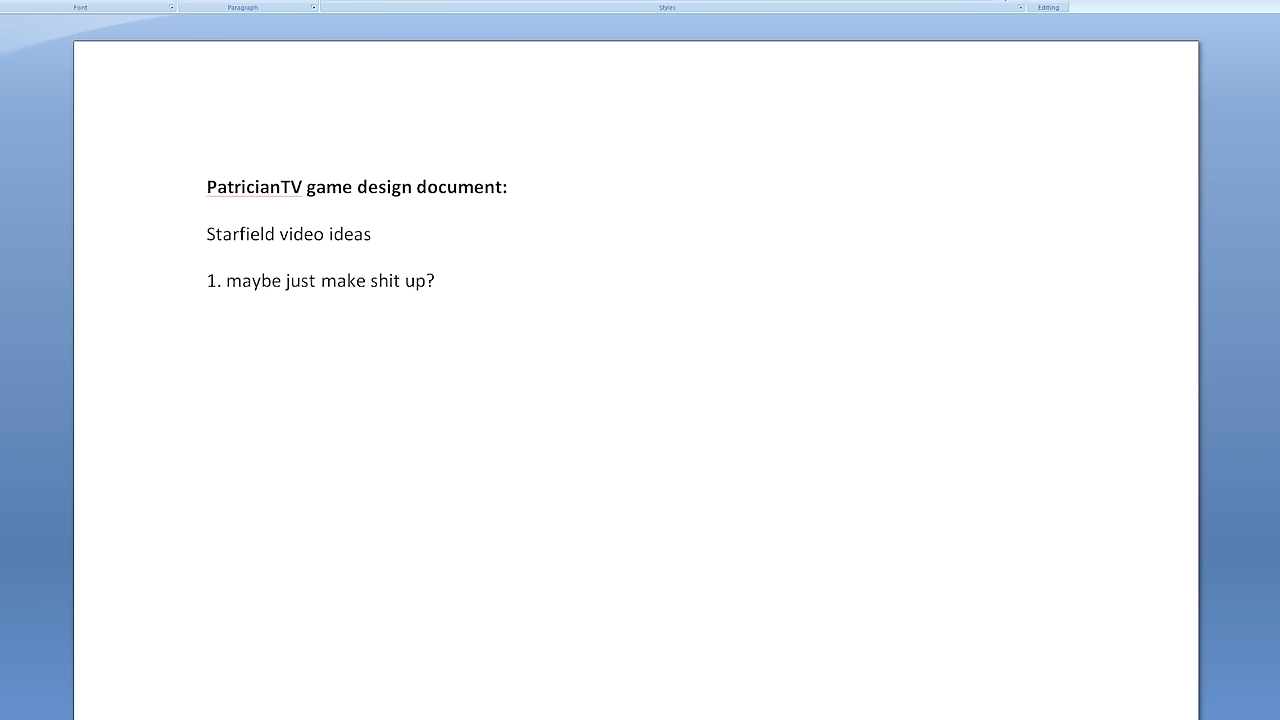 Font Paragraph Styles Editing
PatricianTV game design document:
Starfield video ideas
1. maybe just make shit up?